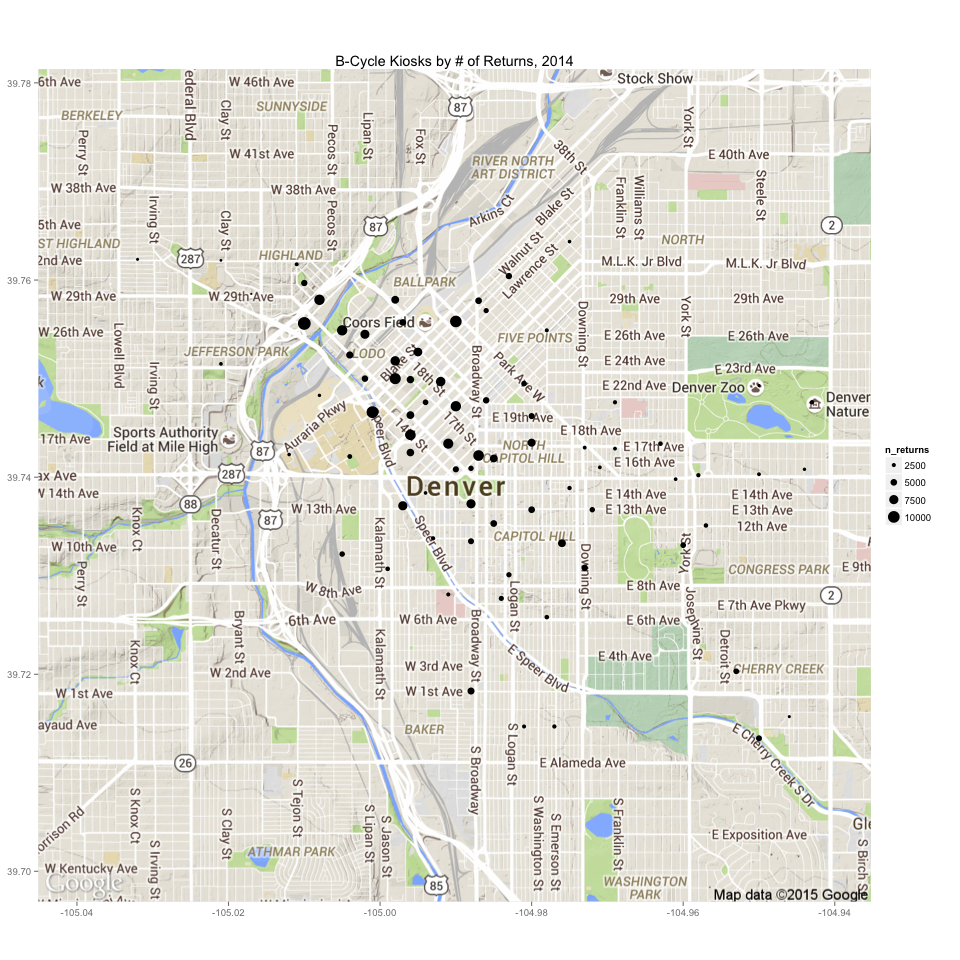 B-Cycle Kiosks by # of Returns, 2014
39.78
39.76
39.74
39.72
39.70
-105.04
-105.02
-105.00
-104.98
-104.96
-104.94
n_returns
2500
5000
7500
10000
Stock Show
6th Ave
W 46th Ave
BERKELEY
SUNNYSIDE
ederal Blvd
Clay St
Perry St
Pecos St
Lipan St
Fox St
87
York St
38th St
W 41st Ave
RIVER NORTH
ART DISTRICT
E 40th Ave
W 38th Ave
W 38th Ave
Irving St
Clay St
Pecos St
Arkins Ct
Blake St
Franklin St
Williams St
Steele St
5th Ave
87
2
ST HIGHLAND
2nd Ave
287
HIGHLAND
Walnut St
Lawrence St
NORTH
M.L.K. Jr Blvd
M.L.K. Jr Blvd
BALLPARK
W 29th Ave
W 29th Ave
29th Ave
29th Ave
W 26th Ave
Coors Field
Downing St
York St
Lowell Blvd
JEFFERSON PARK
LODO
Blake St
18th St
Broadway St
FIVE POINTS
Park Ave W
E 26th Ave
E 26th Ave
E 24th Ave
E 23rd Ave
Irving St
E 22nd Ave
Denver Zoo
k
Denver
Nature
17th Ave
Sports Authority
Field at Mile High
Auraria Pkwy
Speer Blvd
14th St
17th St
E 19th Ave
E 18th Ave
NORTH
CAPITOL HILL
E 17th Ave
E 16th Ave
87
ax Ave
287
W 14th Ave
88
Denver
E 14th Ave
E 14th Ave
W 13th Ave
E 13th Ave
E 13th Ave
12th Ave
87
Knox Ct
Decatur St
Kalamath St
Speer Blvd
CAPITOL HILL
W 10th Ave
Perry St
Downing St
York St
CONGRESS PARK
E 9th
W 8th Ave
E 8th Ave
Logan St
Josephine St
2
E 7th Ave Pkwy
6th Ave
W 6th Ave
E 6th Ave
Knox Ct
Bryant St
Kalamath St
Broadway St
Detroit St
E 4th Ave
W 2nd Ave
W 3rd Ave
E Speer Blvd
CHERRY CREEK
W 1st Ave
W 1st Ave
ayaud Ave
BAKER
S Broadway
S Logan St
E Cherry Creek S Dr
26
E Alameda Ave
S Knox Ct
S Clay St
S Tejon St
S Lipan St
S Jason St
S Washington St
S Emerson St
S Franklin St
orrison Rd
E Exposition Ave
Gle
S Irving St
ATHMAR PARK
S Birch St
W Kentucky Ave
85
WASHINGTON
PARK
Google
Map data ©2015 Google